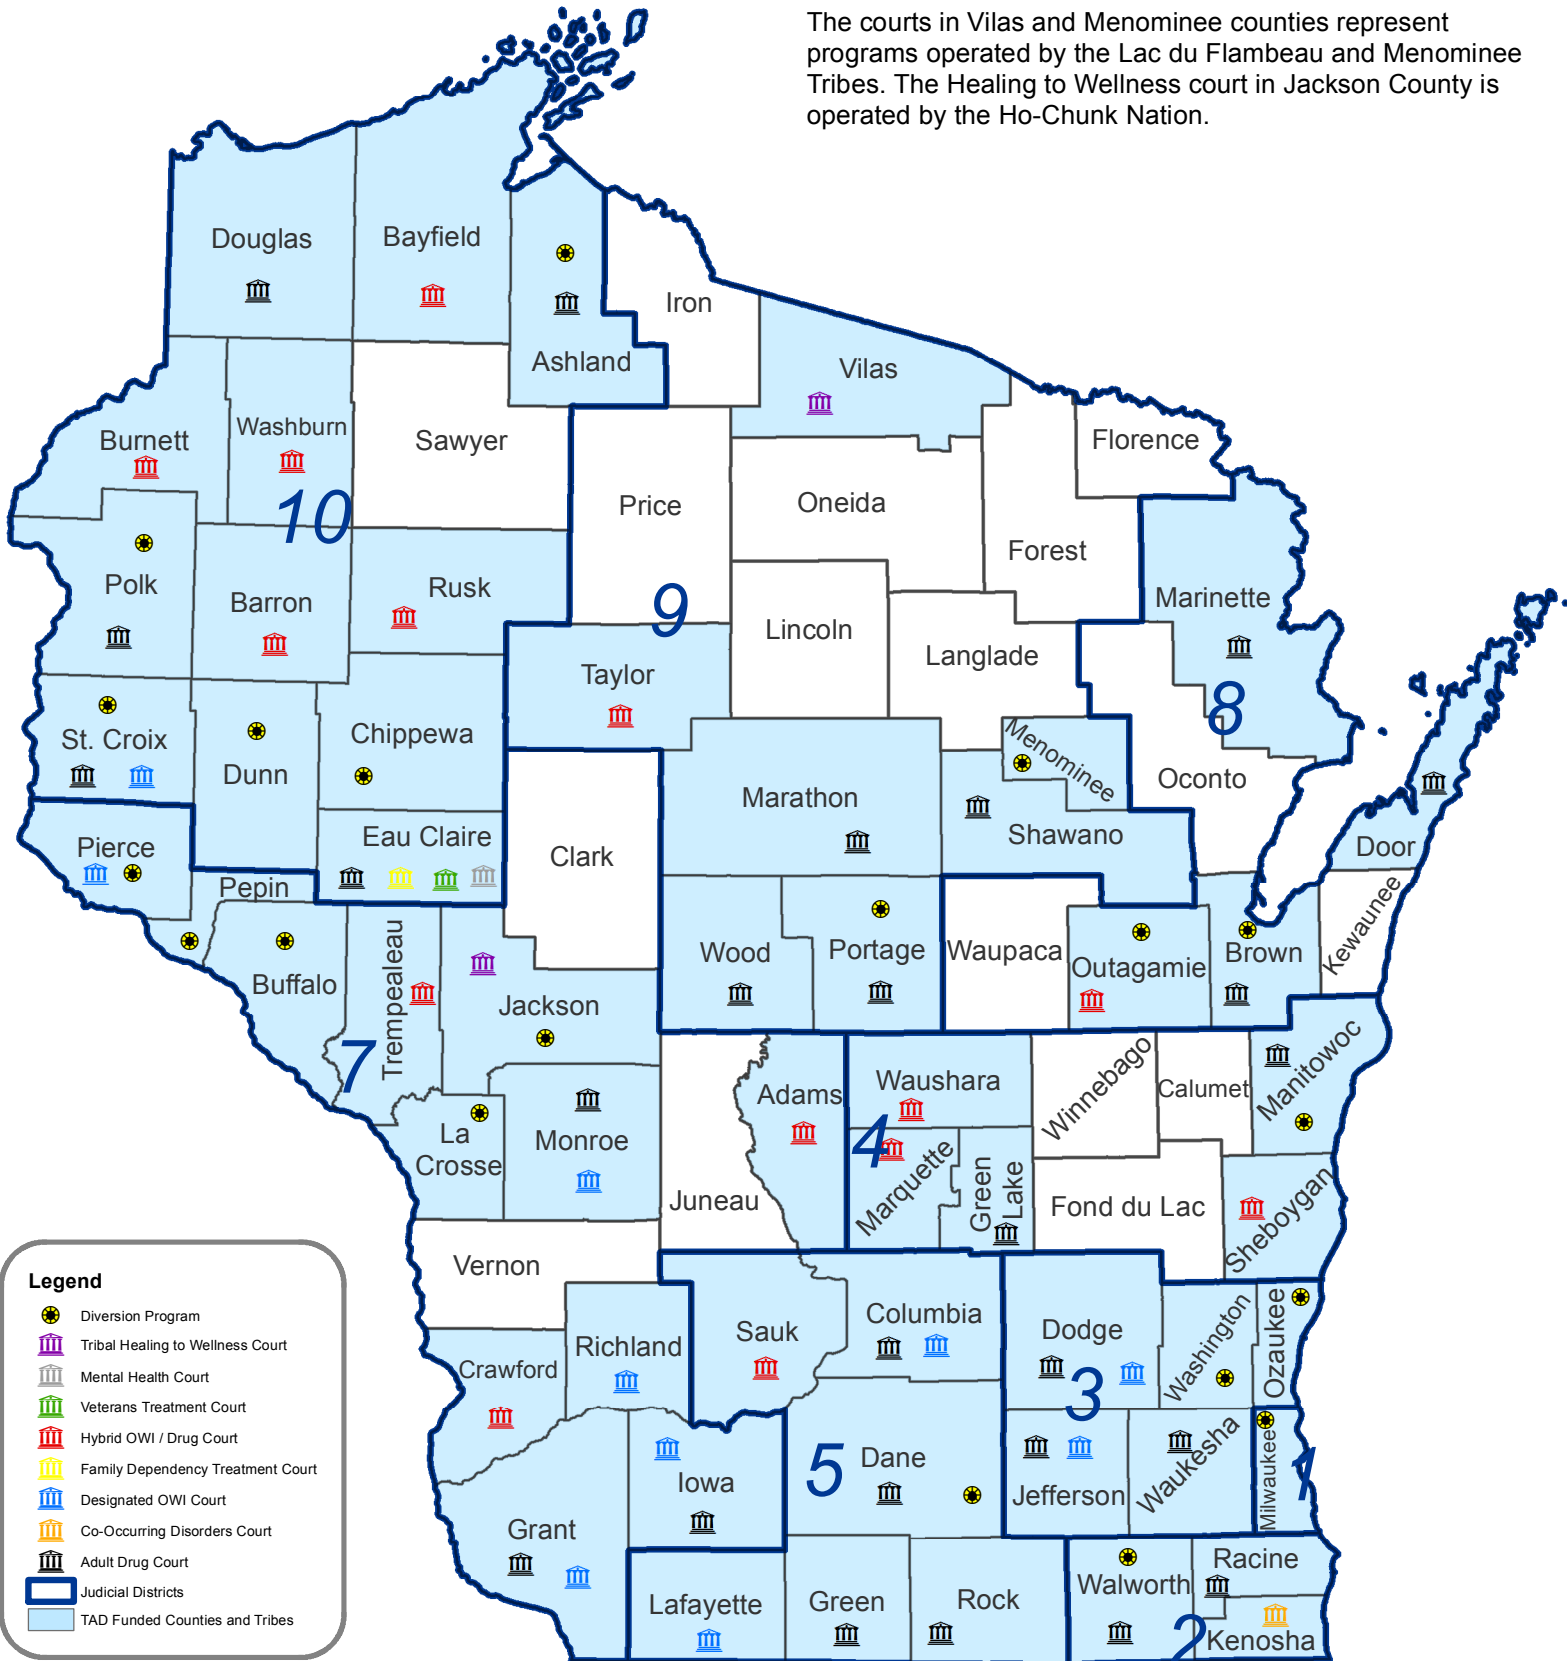 The courts in Vilas and Menominee counties represent
programs operated by the Lac du Flambeau and Menominee
Tribes. The Healing to Wellness court in Jackson County is
operated by the Ho-Chunk Nation.
Douglas
Bayfield
Ashland
Iron
Vilas
Burnett
Washburn
Sawyer
10
Price
Oneida
Florence
Forest
Polk
Barron
Rusk
9
Lincoln
Langlade
Marinette
8
Taylor
St. Croix
Dunn
Chippewa
Marathon
Menominee
Shawano
Oconto
Door
Pierce
Pepin
Eau Claire
Clark
Buffalo
Trempealeau
Jackson
Wood
Portage
Waupaca
Outagamie
Brown
Kewaunee
7
La
Crosse
Monroe
Juneau
Adams
Waushara
4
Marquette
Green
Lake
Winnebago
Calumet
Manitowoc
Fond du Lac
Sheboygan
Vernon
Crawford
Richland
Sauk
Columbia
Dodge
3
Washington
Ozaukee
Grant
Iowa
5
Dane
Jefferson
Waukesha
Milwaukee
1
Lafayette
Green
Rock
Walworth
Racine
2
Kenosha
Legend
Diversion Program
Tribal Healing to Wellness Court
Mental Health Court
Veterans Treatment Court
Hybrid OWI / Drug Court
Family Dependency Treatment Court
Designated OWI Court
Co-Occurring Disorders Court
Adult Drug Court
Judicial Districts
TAD Funded Counties and Tribes